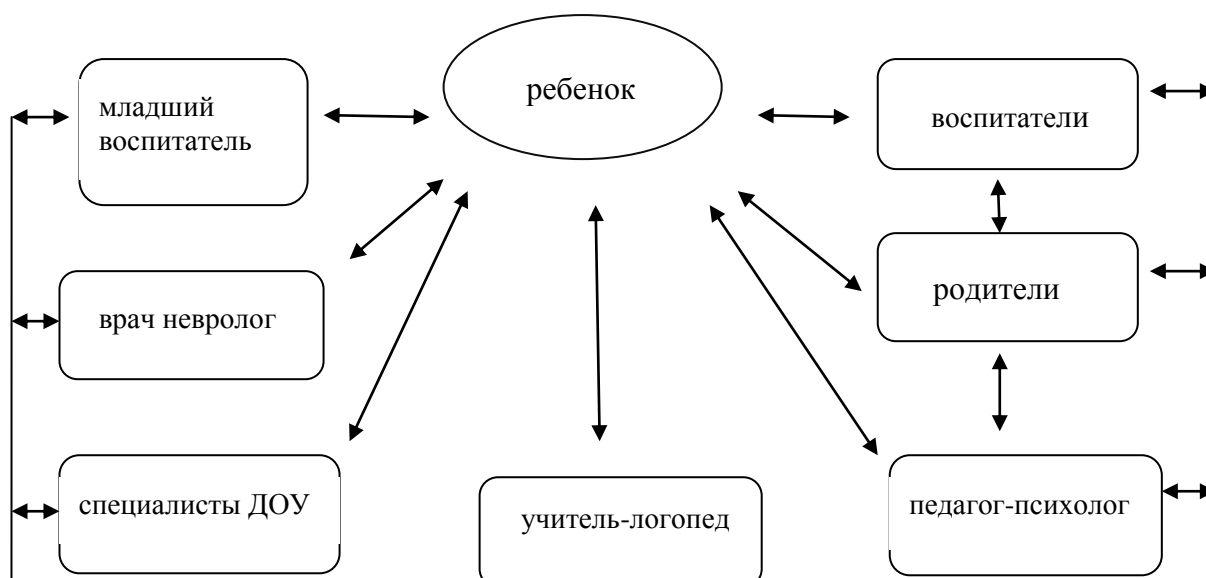 ребенок
младший
воспитатель
воспитатели
врач невролог
родители
специалисты ДОУ
учитель-логопед
педагог-психолог